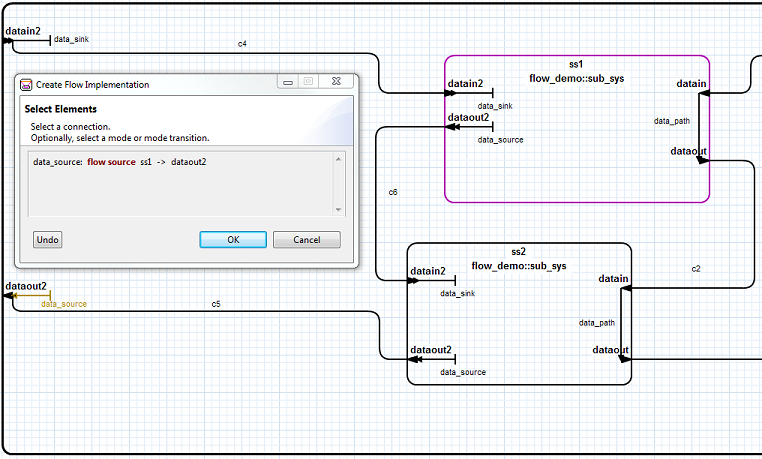 datain2
data_sink
c4
Create Flow Implementation
Select Elements
Select a connection.
Optionally, select a mode or mode transition.
data_source: flow source ss1 -> dataout2
Undo
OK
Cancel
ss1
flow_demo::sub_sys
datain2
data_sink
dataout2
data_source
datain
data_path
dataout
c6
ss2
flow_demo::sub_sys
datain2
data_sink
dataout2
data_source
datain
data_path
dataout
c2
dataout2
data_source
c5